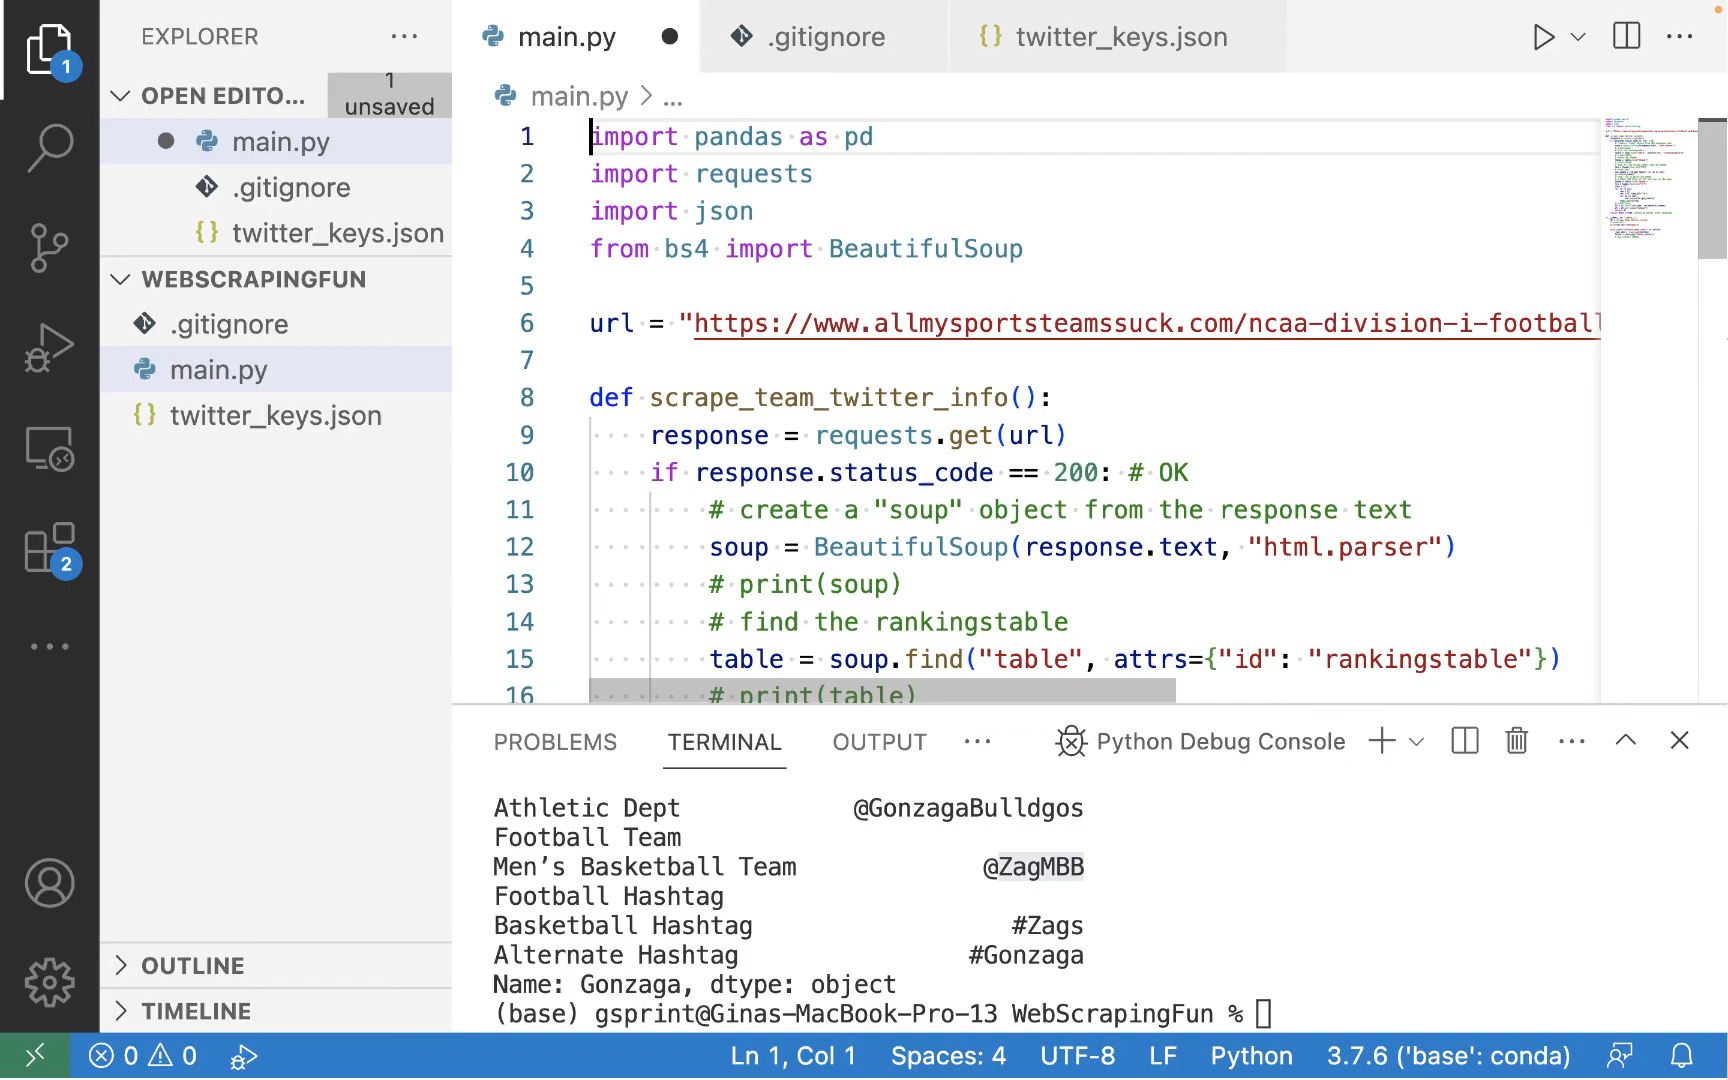 EXPLORER
1
OPEN EDITO...
1 unsaved
main.py
.gitignore
twitter_keys.json
WEBSCRAPINGFUN
.gitignore
main.py
twitter_keys.json
2
OUTLINE
TIMELINE
main.py
.gitignore
twitter_keys.json
main.py > ...
1 import pandas as pd
2 import requests
3 import json
4 from bs4 import BeautifulSoup
5
6 url = "https://www.allmysportsteamssuck.com/ncaa-division-i-football
7
8 def scrape_team_twitter_info():
9 response = requests.get(url)
10 if response.status_code == 200: # OK
11 # create a "soup" object from the response text
12 soup = BeautifulSoup(response.text, "html.parser")
13 # print(soup)
14 # find the rankingstable
15 table = soup.find("table", attrs={"id": "rankingstable"})
16 # print(table)
PROBLEMS TERMINAL OUTPUT ... Python Debug Console
Athletic Dept @GonzagaBulldgos
Football Team
Men’s Basketball Team @ZagMBB
Football Hashtag
Basketball Hashtag #Zags
Alternate Hashtag #Gonzaga
Name: Gonzaga, dtype: object
(base) gsprint@Ginas-MacBook-Pro-13 WebScrapingFun %
0 0 Ln 1, Col 1 Spaces: 4 UTF-8 LF Python 3.7.6 ('base': conda)